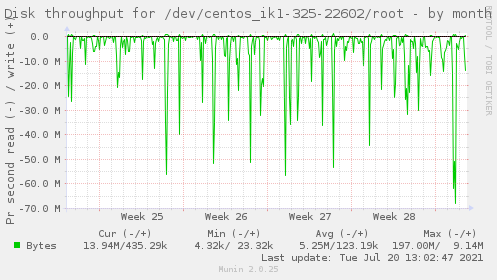 Disk throughput for /dev/centos_ik1-325-22602/root - by month
RRDTOOL / TOBI OETIKER
Pr second read (-) / write (+
0.0
-10.0 M
-20.0 M
-30.0 M
-40.0 M
-50.0 M
-60.0 M
-70.0 M
Week 25 Week 26 Week 27 Week 28
Cur (-/+) Min (-/+) Avg (-/+) Max (-/+)
Bytes 13.94M/435.29k 4.32k/ 23.32k 5.25M/123.19k 197.00M/ 9.14M
Last update: Tue Jul 20 13:02:47 2021
Munin 2.0.25